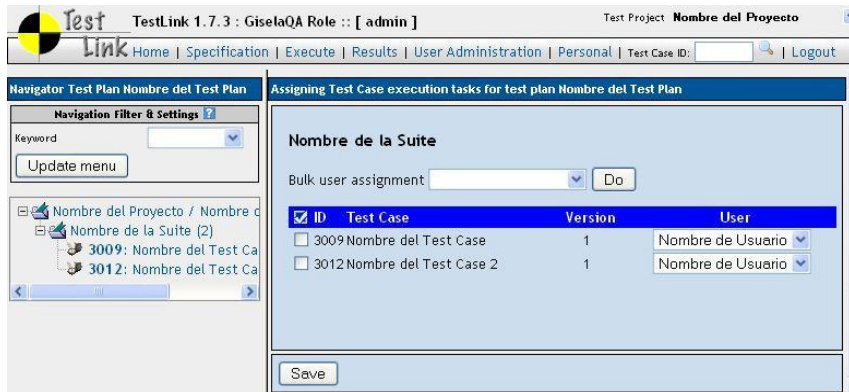 Test Link
TestLink 1.7.3 : GiselaQA Role :: [ admin ]
Test Project Nombre del Proyecto
Home | Specification | Execute | Results | User Administration | Personal | Test Case ID: | Logout
Navigator Test Plan Nombre del Test Plan
Navigation Filter & Settings ?
Keyword
Update menu
Nombre del Proyecto / Nombre d
Nombre de la Suite (2)
3009: Nombre del Test Ca
3012: Nombre del Test Ca
Assigning Test Case execution tasks for test plan Nombre del Test Plan
Nombre de la Suite
Bulk user assignment Do
ID Test Case Version User
3009 Nombre del Test Case 1 Nombre de Usuario
3012 Nombre del Test Case 2 1 Nombre de Usuario
Save